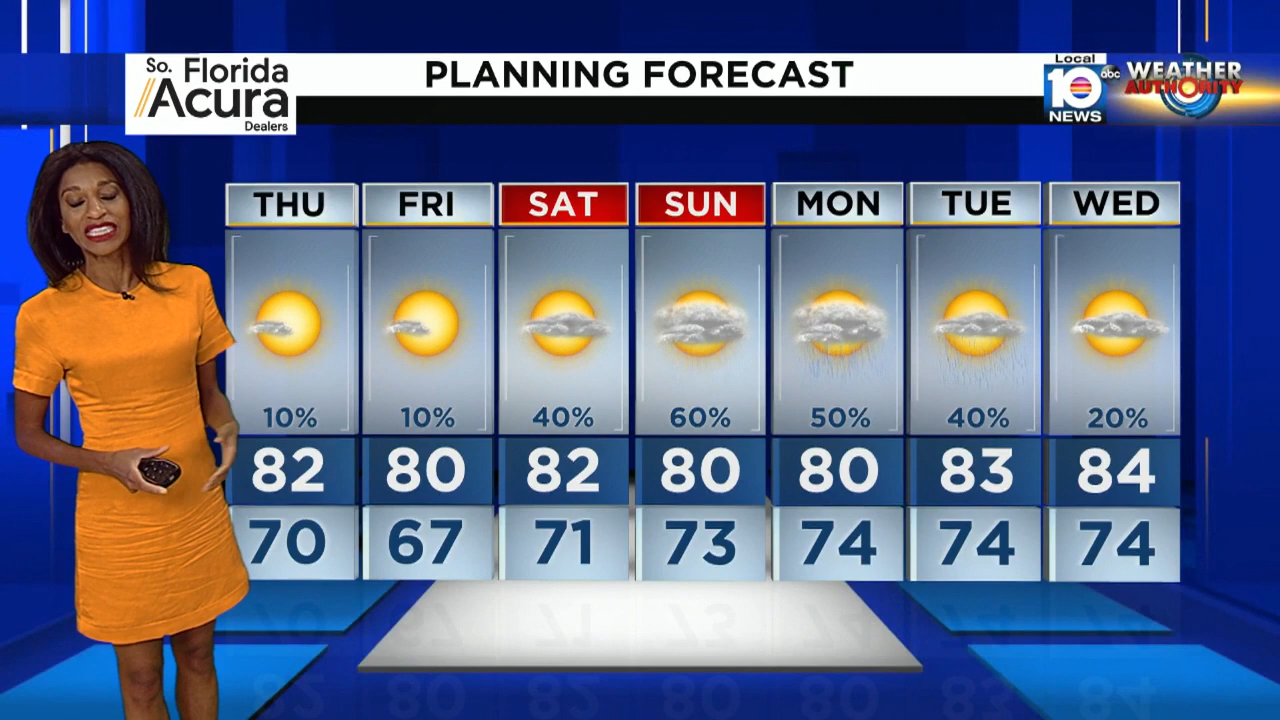 So. Florida
Acura
Dealers
PLANNING FORECAST
Local
10
abc
NEWS
WEATHER
AUTHORITY
THU FRI SAT SUN MON TUE WED
10% 10% 40% 60% 50% 40% 20%
82 80 82 80 80 83 84
70 67 71 73 74 74 74